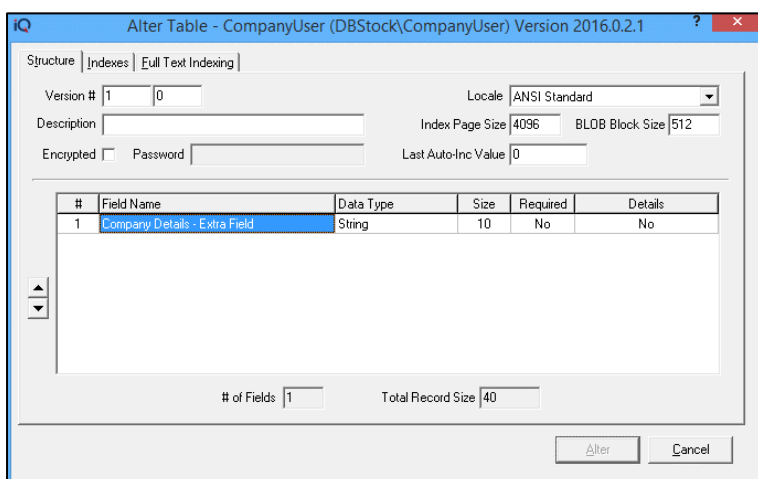 iQ Alter Table - CompanyUser (DBStock\CompanyUser) Version 2016.0.2.1 ? ×
Structure Indexes Full Text Indexing
Version # 1 0 Locale ANSI Standard
Description Index Page Size 4096 BLOB Block Size 512
Encrypted Password Last Auto-Inc Value 0
# Field Name Data Type Size Required Details
1 Company Details - Extra Field String 10 No No
# of Fields 1 Total Record Size 40
Alter Cancel